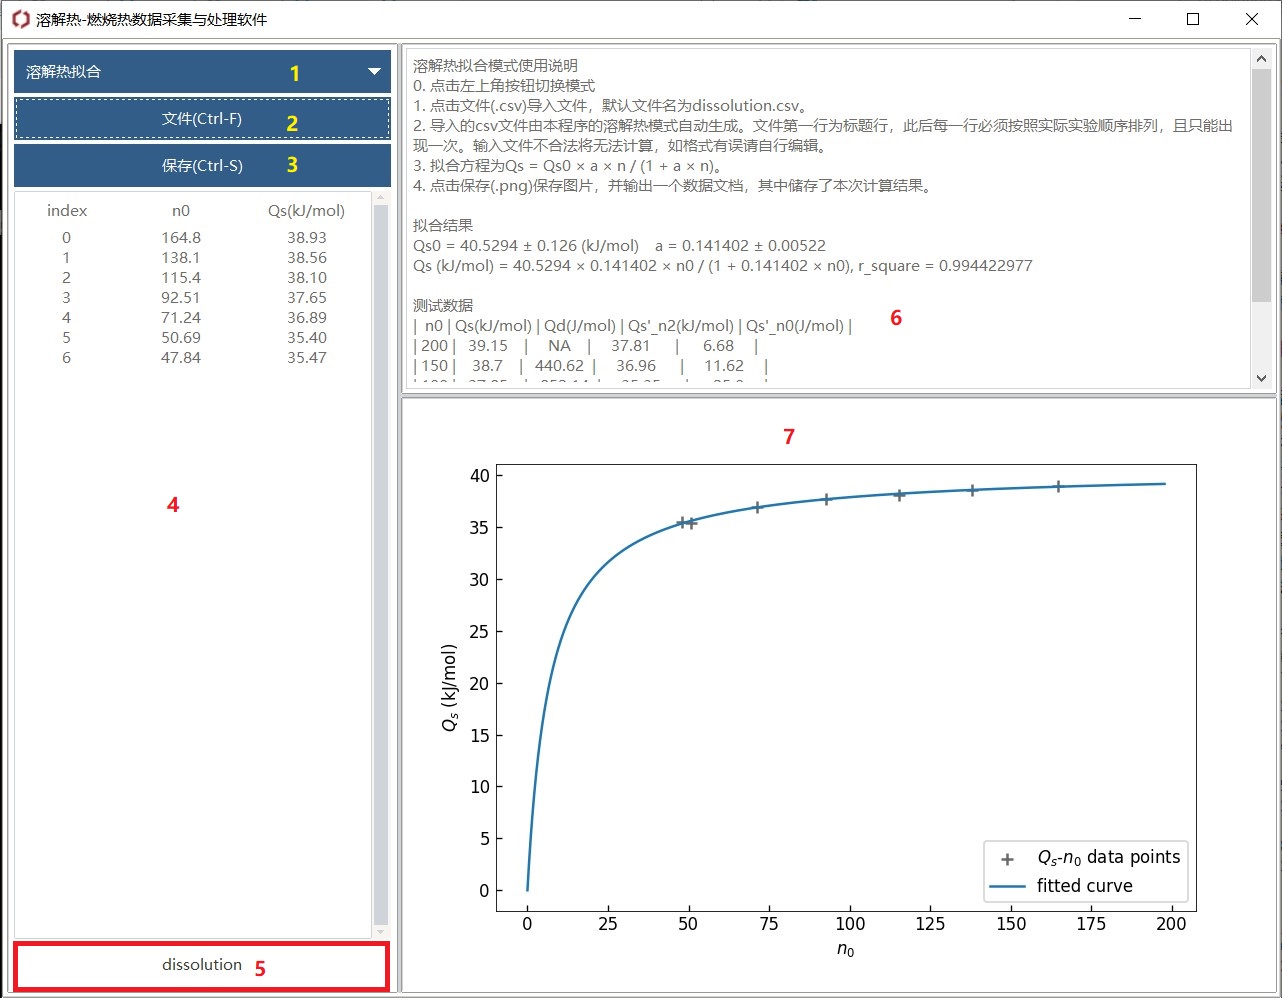 溶解热-燃烧热数据采集与处理软件
溶解热拟合 1
文件(Ctrl-F) 2
保存(Ctrl-S) 3
index n0 Qs(kJ/mol)
0 164.8 38.93
1 138.1 38.56
2 115.4 38.10
3 92.51 37.65
4 71.24 36.89
5 50.69 35.40
6 47.84 35.47
4
dissolution 5
溶解热拟合模式使用说明
0. 点击左上角按钮切换模式
1. 点击文件(.csv)导入文件，默认文件名为dissolution.csv。
2. 导入的csv文件由本程序的溶解热模式自动生成。文件第一行为标题行，此后每一行必须按照实际实验顺序排列，且只能出
现一次。输入文件不合法将无法计算，如格式有误请自行编辑。
3. 拟合方程为Qs = Qs0 × a × n / (1 + a × n)。
4. 点击保存(.png)保存图片，并输出一个数据文档，其中储存了本次计算结果。
拟合结果
Qs0 = 40.5294 ± 0.126 (kJ/mol) a = 0.141402 ± 0.00522
Qs (kJ/mol) = 40.5294 × 0.141402 × n0 / (1 + 0.141402 × n0), r_square = 0.994422977
测试数据
| n0 | Qs(kJ/mol) | Qd(J/mol) | Qs'_n2(kJ/mol) | Qs'_n0(J/mol) |
| 200 | 39.15 | NA | 37.81 | 6.68 |
| 150 | 38.7 | 440.62 | 36.96 | 11.62 |
6
7
40
35
30
25
20
15
10
5
0
Qs (kJ/mol)
0 25 50 75 100 125 150 175 200
n0
Qs-n0 data points
fitted curve